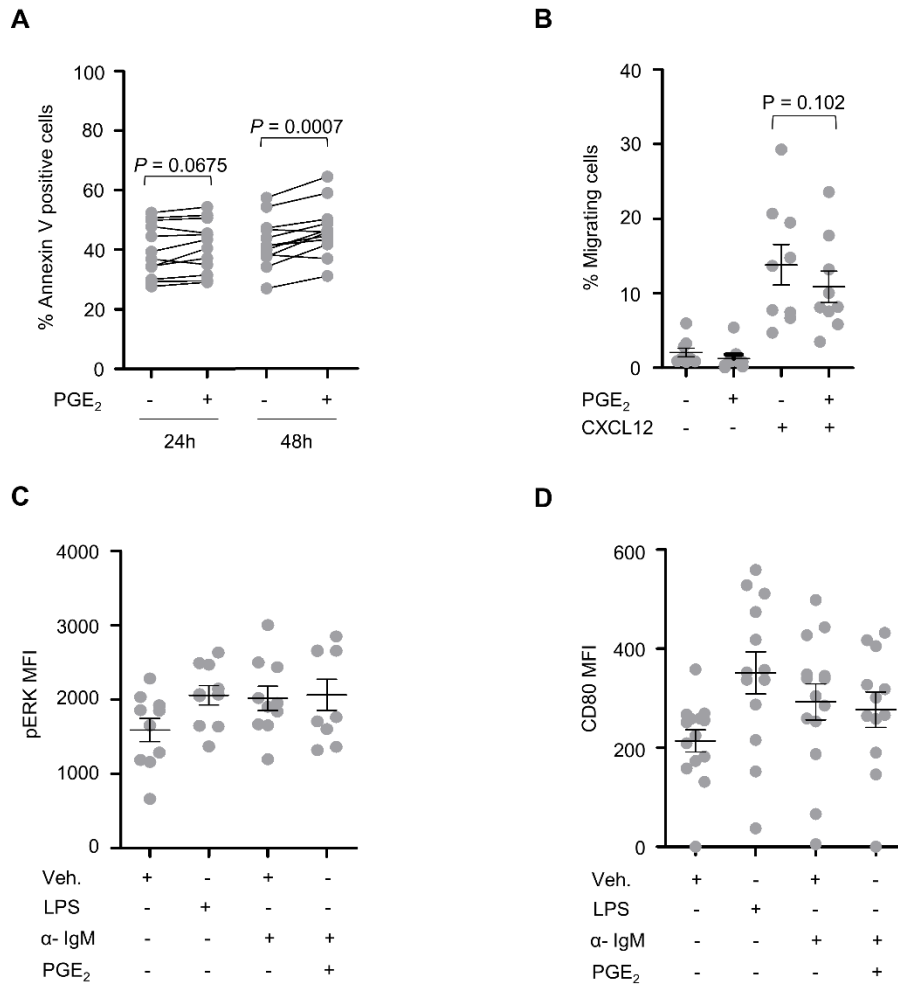 A
% Annexin V positive cells
100
80
60
40
20
0
P = 0.0675
P = 0.0007
PGE2 - + - +
24h 48h
B
% Migrating cells
40
30
20
10
0
P = 0.102
PGE2 - + - +
CXCL12 - - + +
C
pERK MFI
4000
3000
2000
1000
0
Veh. + - + -
LPS - + - -
α- IgM - - + +
PGE2 - - - +
D
CD80 MFI
600
400
200
0
Veh. + - + -
LPS - + - -
α- IgM - - + +
PGE2 - - - +